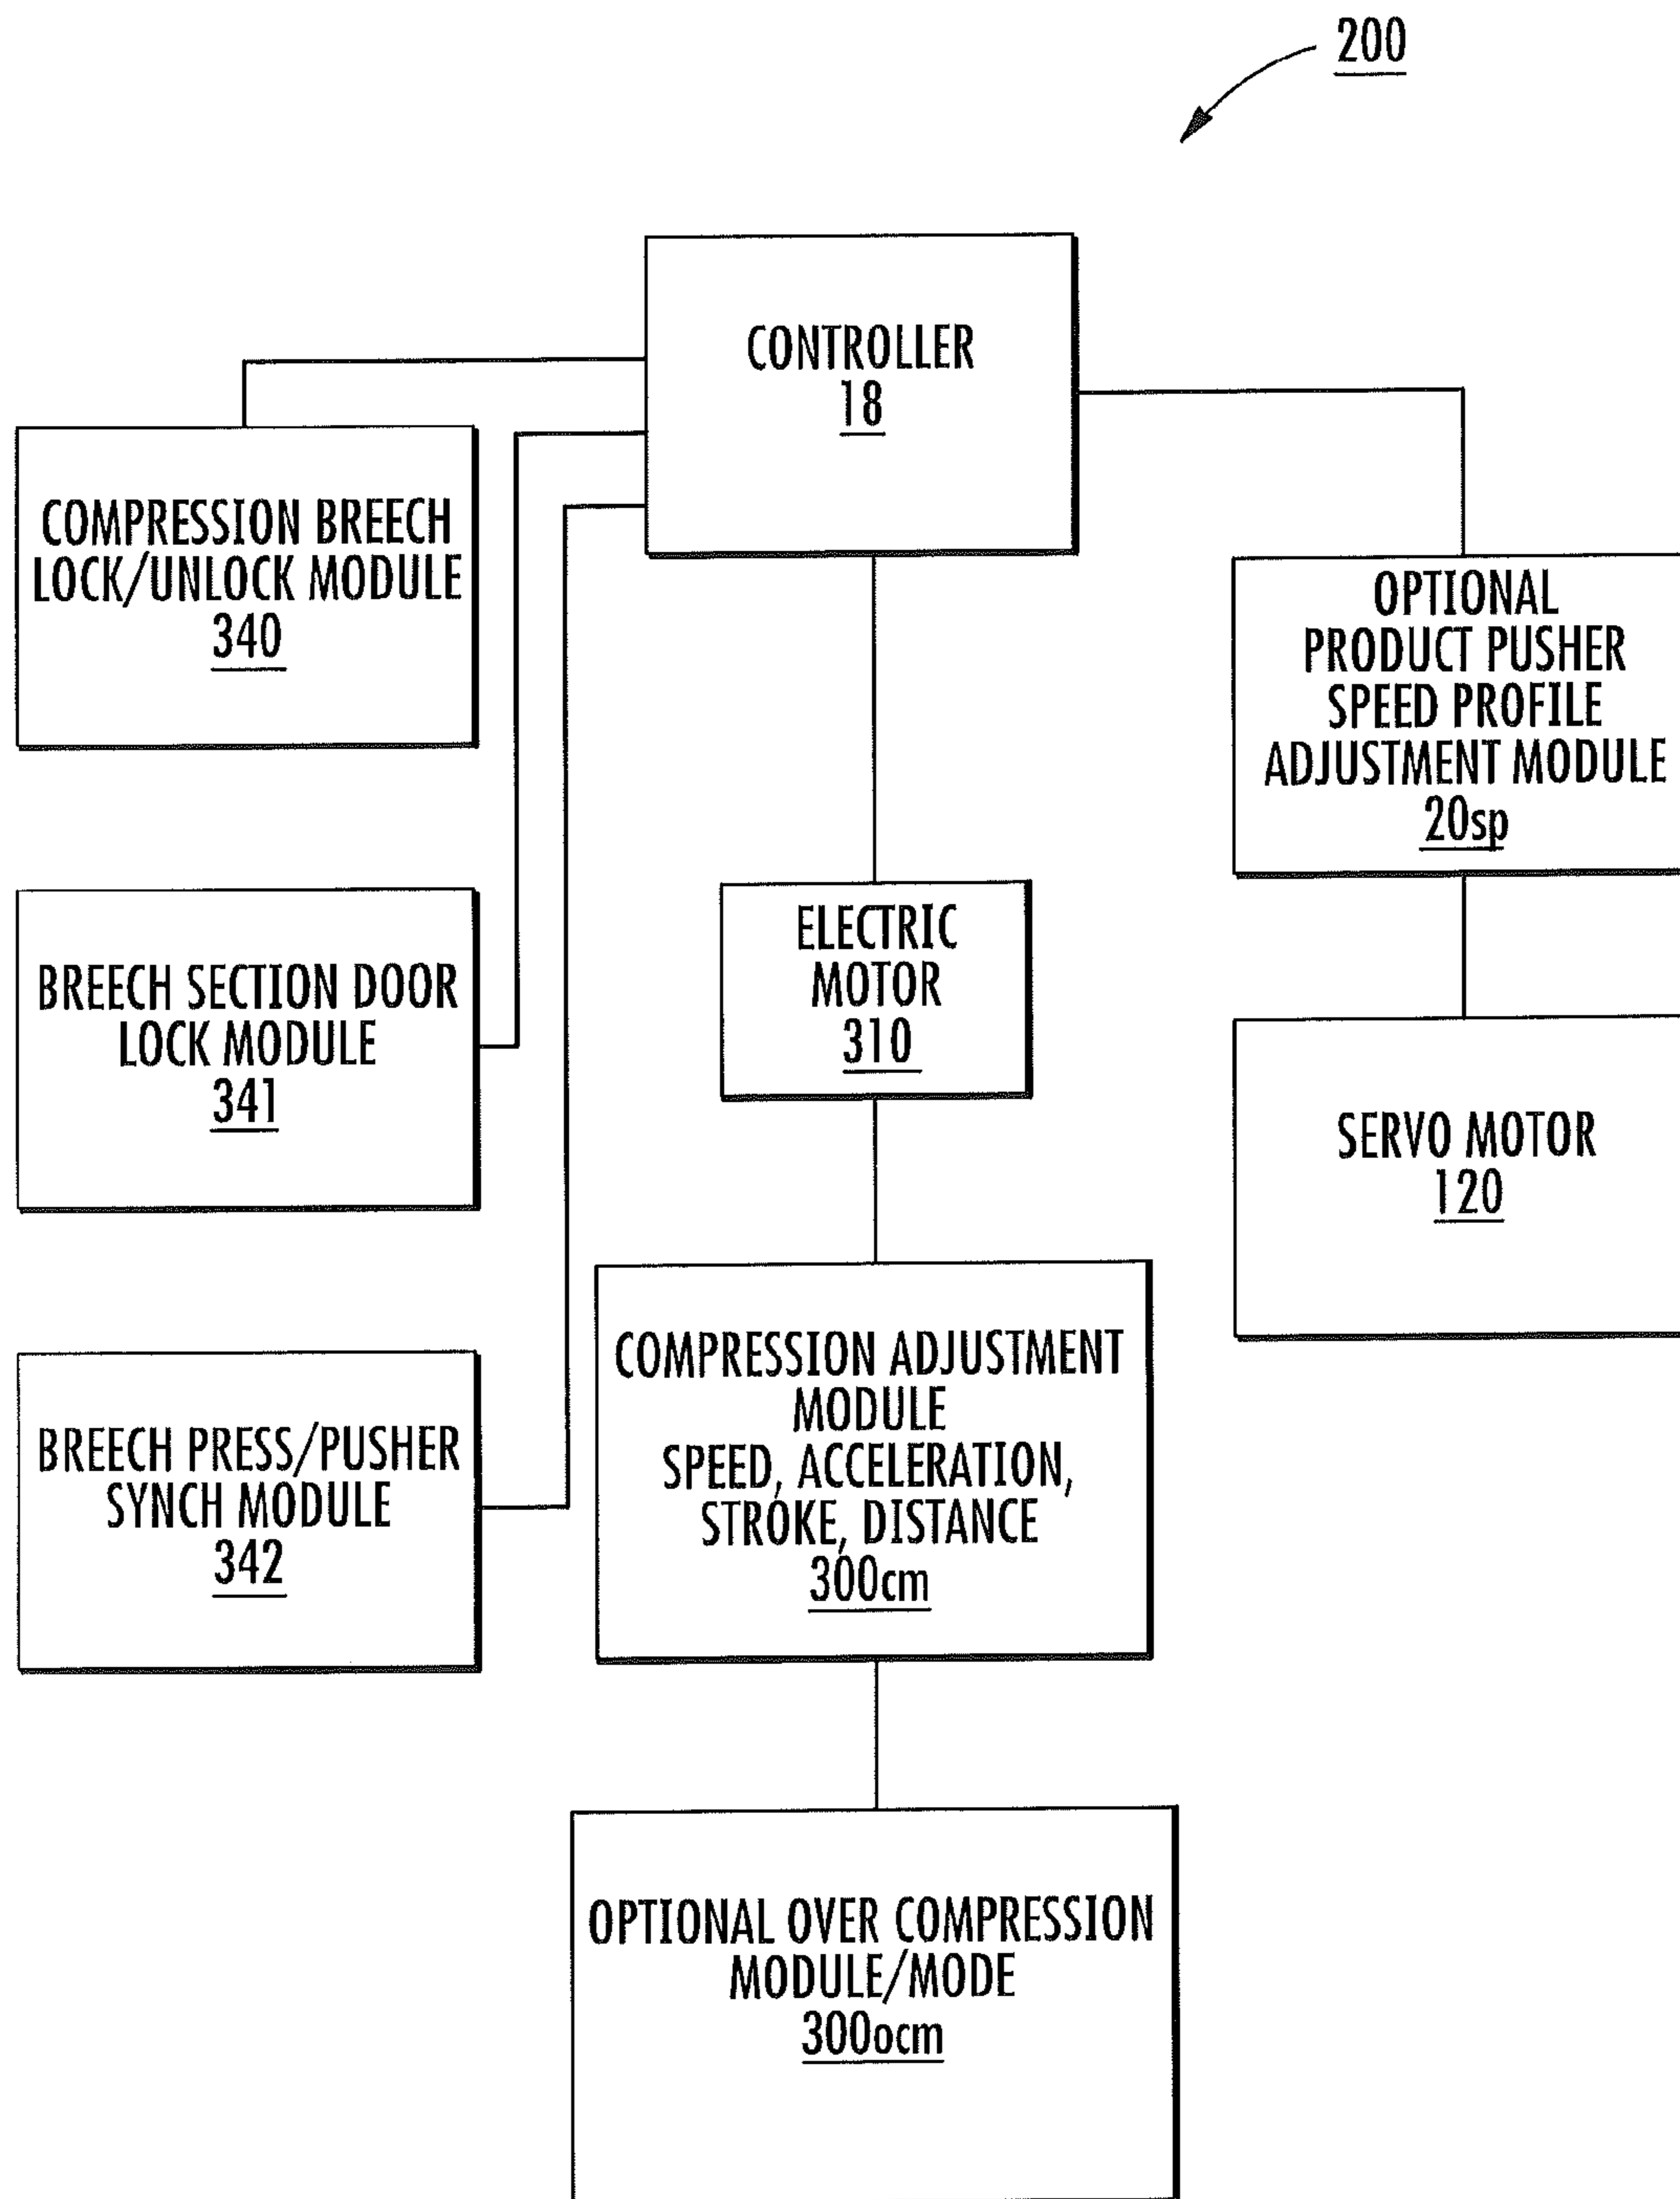 200
CONTROLLER
18
COMPRESSION BREECH
LOCK/UNLOCK MODULE
340
OPTIONAL
PRODUCT PUSHER
SPEED PROFILE
ADJUSTMENT MODULE
20sp
ELECTRIC
MOTOR
310
BREECH SECTION DOOR
LOCK MODULE
341
SERVO MOTOR
120
COMPRESSION ADJUSTMENT
MODULE
SPEED, ACCELERATION,
STROKE, DISTANCE
300cm
BREECH PRESS/PUSHER
SYNCH MODULE
342
OPTIONAL OVER COMPRESSION
MODULE/MODE
300ocm